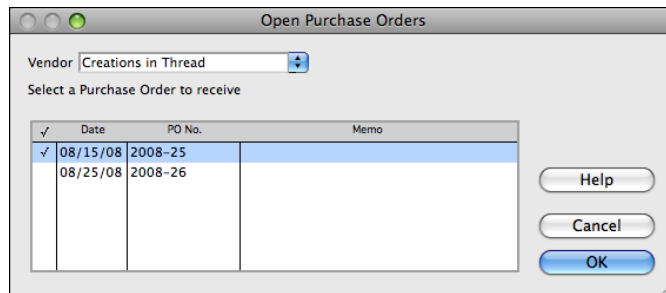 Open Purchase Orders
Vendor Creations in Thread
Select a Purchase Order to receive
✓ Date PO No. Memo
✓ 08/15/08 2008-25
08/25/08 2008-26
Help
Cancel
OK